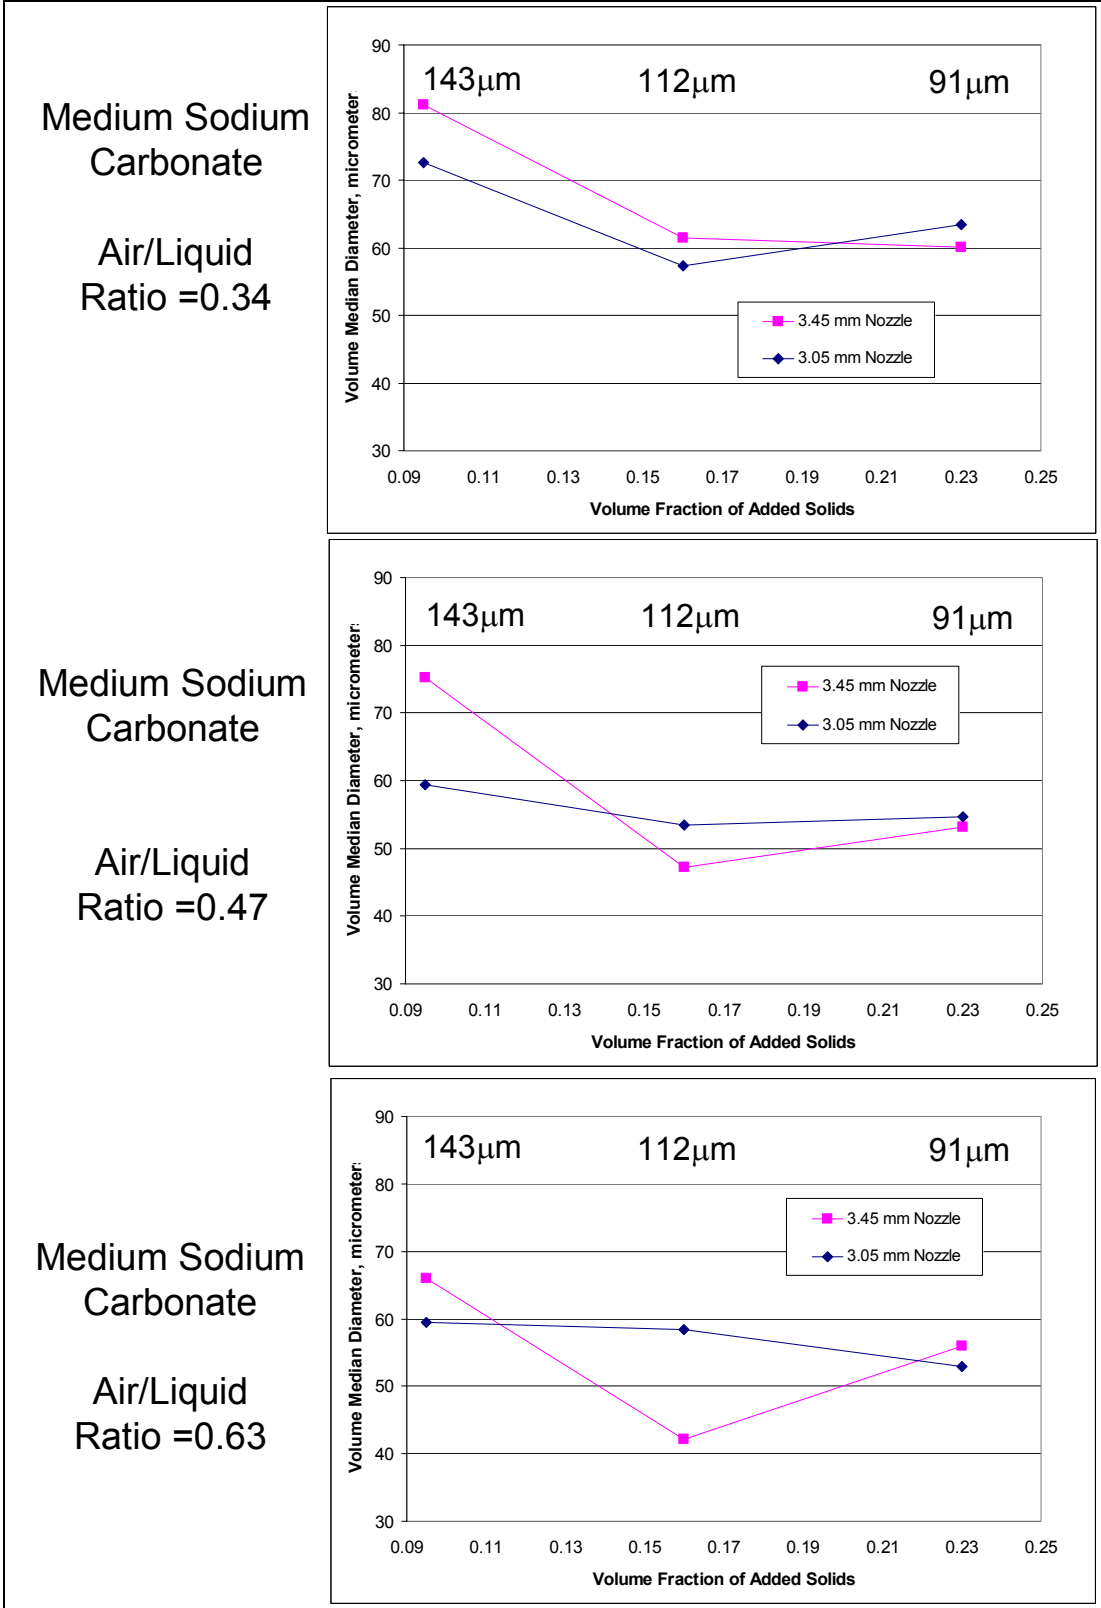 Medium Sodium
Carbonate
Air/Liquid
Ratio =0.34
Volume Median Diameter, micrometers
90
80
70
60
50
40
30
143μm 112μm 91μm
3.45 mm Nozzle
3.05 mm Nozzle
0.09 0.11 0.13 0.15 0.17 0.19 0.21 0.23 0.25
Volume Fraction of Added Solids
Medium Sodium
Carbonate
Air/Liquid
Ratio =0.47
Volume Median Diameter, micrometers
90
80
70
60
50
40
30
143μm 112μm 91μm
3.45 mm Nozzle
3.05 mm Nozzle
0.09 0.11 0.13 0.15 0.17 0.19 0.21 0.23 0.25
Volume Fraction of Added Solids
Medium Sodium
Carbonate
Air/Liquid
Ratio =0.63
Volume Median Diameter, micrometers
90
80
70
60
50
40
30
143μm 112μm 91μm
3.45 mm Nozzle
3.05 mm Nozzle
0.09 0.11 0.13 0.15 0.17 0.19 0.21 0.23 0.25
Volume Fraction of Added Solids